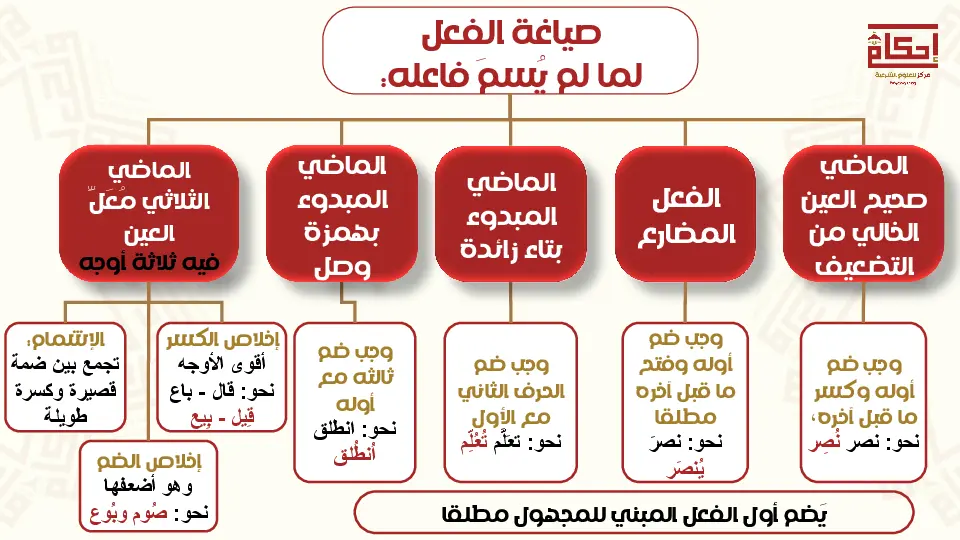 صياغة الفعل
لما لم يُسمَ فاعله:
إحكام
مركز للعلوم الشرعية
الماضي
صحيح العين
الخالي من
التضعيف
وجب ضم
أوله وكسر
ما قبل آخره،
نحو: نصر نُصِر
الفعل
المضارع
وجب ضم
أوله وفتح
ما قبل آخره
مطلقا
نحو: نصرَ
يُنصَر
الماضي
المبدوء
بتاء زائدة
وجب ضم
الحرف الثاني
مع الأول
نحو: تعلَّم تُعُلِّم
الماضي
المبدوء
بهمزة
وصل
وجب ضم
ثالثه مع
أوله
نحو: انطلق
اُنطُلق
الماضي
الثلاثي مُعَلّ
العين
فيه ثلاثة أوجه
إخلاص الكسر
أقوى الأوجه
نحو: قال - باع
قِيل - بِيع
الإشمام:
تجمع بين ضمة
قصيرة وكسرة
طويلة
إخلاص الضم
وهو أضعفها
نحو: صُوم وبُوع
يَضم أول الفعل المبني للمجهول مطلقا